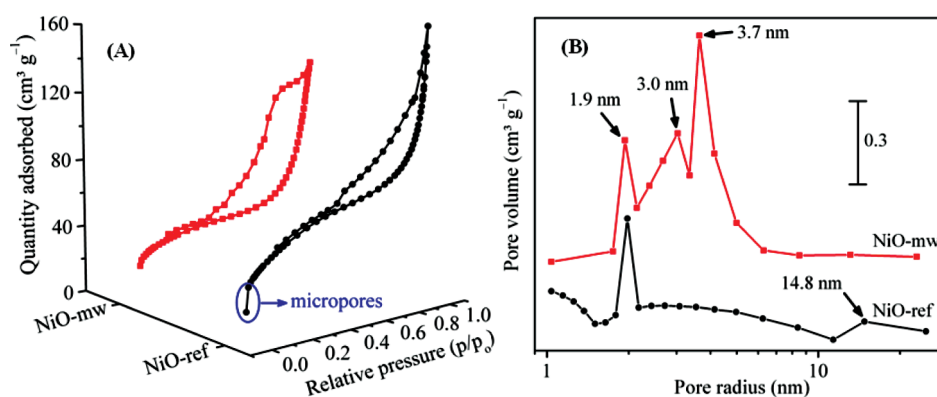 (A)
160
120
80
40
0
Quantity adsorbed (cm³ g⁻¹)
micropores
NiO-mw
NiO-ref
0.0 0.2 0.4 0.6 0.8 1.0
Relative pressure (p/pₒ)
(B)
3.7 nm
3.0 nm
1.9 nm
0.3
NiO-mw
14.8 nm
NiO-ref
Pore volume (cm³ g⁻¹)
1 10
Pore radius (nm)